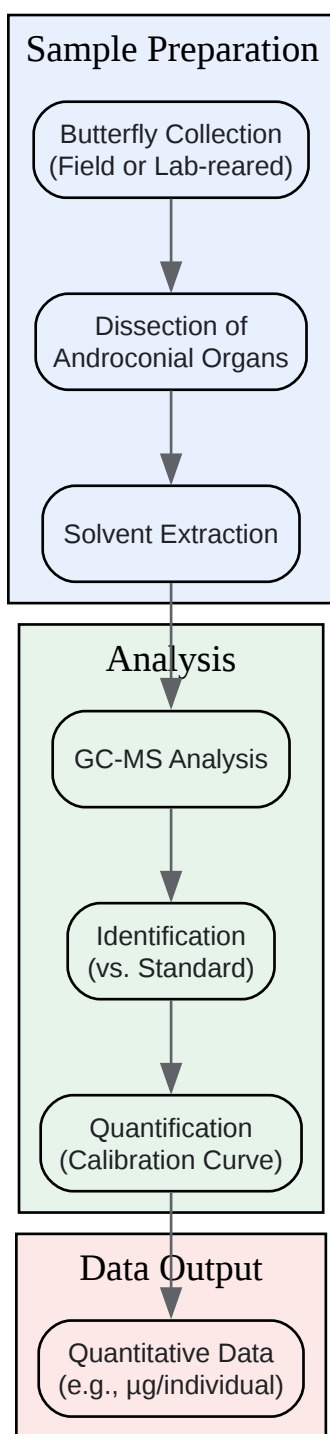 Sample Preparation
Butterfly Collection
(Field or Lab-reared)
Dissection of
Androconial Organs
Solvent Extraction
Analysis
GC-MS Analysis
Identification
(vs. Standard)
Quantification
(Calibration Curve)
Data Output
Quantitative Data
(e.g., µg/individual)